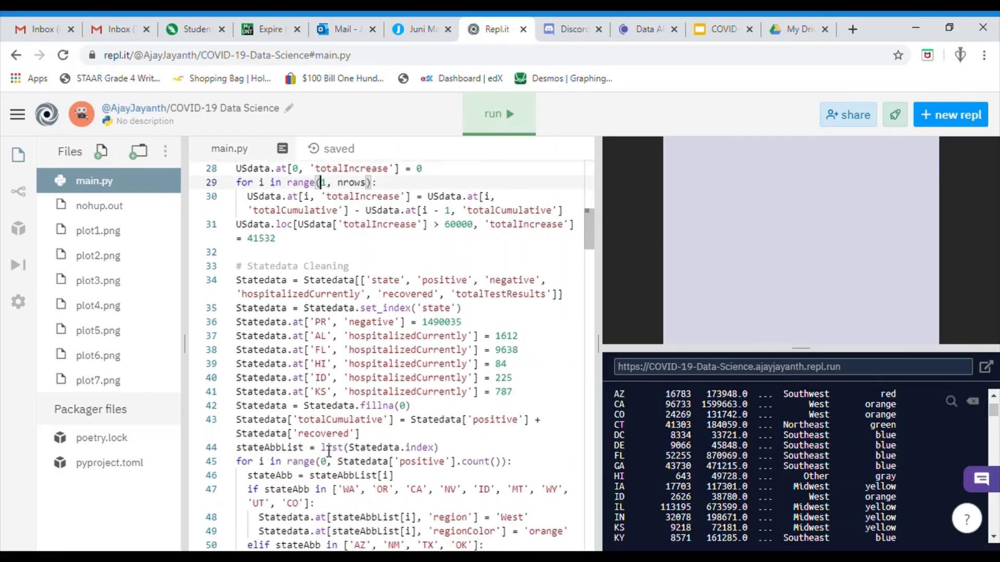 Inbox (
Inbox (
Studen
Expire
Mail - J
Juni Ma
Repl.it -
Discord
Data A
COVID-
My Driv
repl.it/@AjayJayanth/COVID-19-Data-Science#main.py
Apps
STAAR Grade 4 Writ...
Shopping Bag | Hol...
$100 Bill One Hund...
edX Dashboard | edX
Desmos | Graphing...
@AjayJayanth/COVID-19 Data Science
No description
run
share
+ new repl
Files
main.py
nohup.out
plot1.png
plot2.png
plot3.png
plot4.png
plot5.png
plot6.png
plot7.png
Packager files
poetry.lock
pyproject.toml
main.py
saved
28 USdata.at[0, 'totalIncrease'] = 0
29 for i in range(1, nrows):
30 USdata.at[i, 'totalIncrease'] = USdata.at[i,
'totalCumulative'] - USdata.at[i - 1, 'totalCumulative']
31 USdata.loc[USdata['totalIncrease'] > 60000, 'totalIncrease']
= 41532
32
33 # Statedata Cleaning
34 Statedata = Statedata[['state', 'positive', 'negative',
'hospitalizedCurrently', 'recovered', 'totalTestResults']]
35 Statedata = Statedata.set_index('state')
36 Statedata.at['PR', 'negative'] = 1490035
37 Statedata.at['AL', 'hospitalizedCurrently'] = 1612
38 Statedata.at['FL', 'hospitalizedCurrently'] = 9638
39 Statedata.at['HI', 'hospitalizedCurrently'] = 84
40 Statedata.at['ID', 'hospitalizedCurrently'] = 225
41 Statedata.at['KS', 'hospitalizedCurrently'] = 787
42 Statedata = Statedata.fillna(0)
43 Statedata['totalCumulative'] = Statedata['positive'] +
Statedata['recovered']
44 stateAbbList = list(Statedata.index)
45 for i in range(0, Statedata['positive'].count()):
46 stateAbb = stateAbbList[i]
47 if stateAbb in ['WA', 'OR', 'CA', 'NV', 'ID', 'MT', 'WY',
'UT', 'CO']:
48 Statedata.at[stateAbbList[i], 'region'] = 'West'
49 Statedata.at[stateAbbList[i], 'regionColor'] = 'orange'
50 elif stateAbb in ['AZ', 'NM', 'TX', 'OK']:
https://COVID-19-Data-Science.ajayjayanth.repl.run
AZ 16783 173948.0 ... Southwest red
CA 96733 1599663.0 ... West orange
CO 24269 131742.0 ... West orange
CT 41303 184059.0 ... Northeast green
DC 8334 33721.0 ... Southeast blue
DE 9066 45848.0 ... Southeast blue
FL 52255 870969.0 ... Southeast blue
GA 43730 471215.0 ... Southeast blue
HI 643 49728.0 ... Other gray
IA 17703 117301.0 ... Midwest yellow
ID 2626 38780.0 ... West orange
IL 113195 673599.0 ... Midwest yellow
IN 32078 198671.0 ... Midwest yellow
KS 9218 72181.0 ... Midwest yellow
KY 8571 161285.0 ... Southeast blue
?